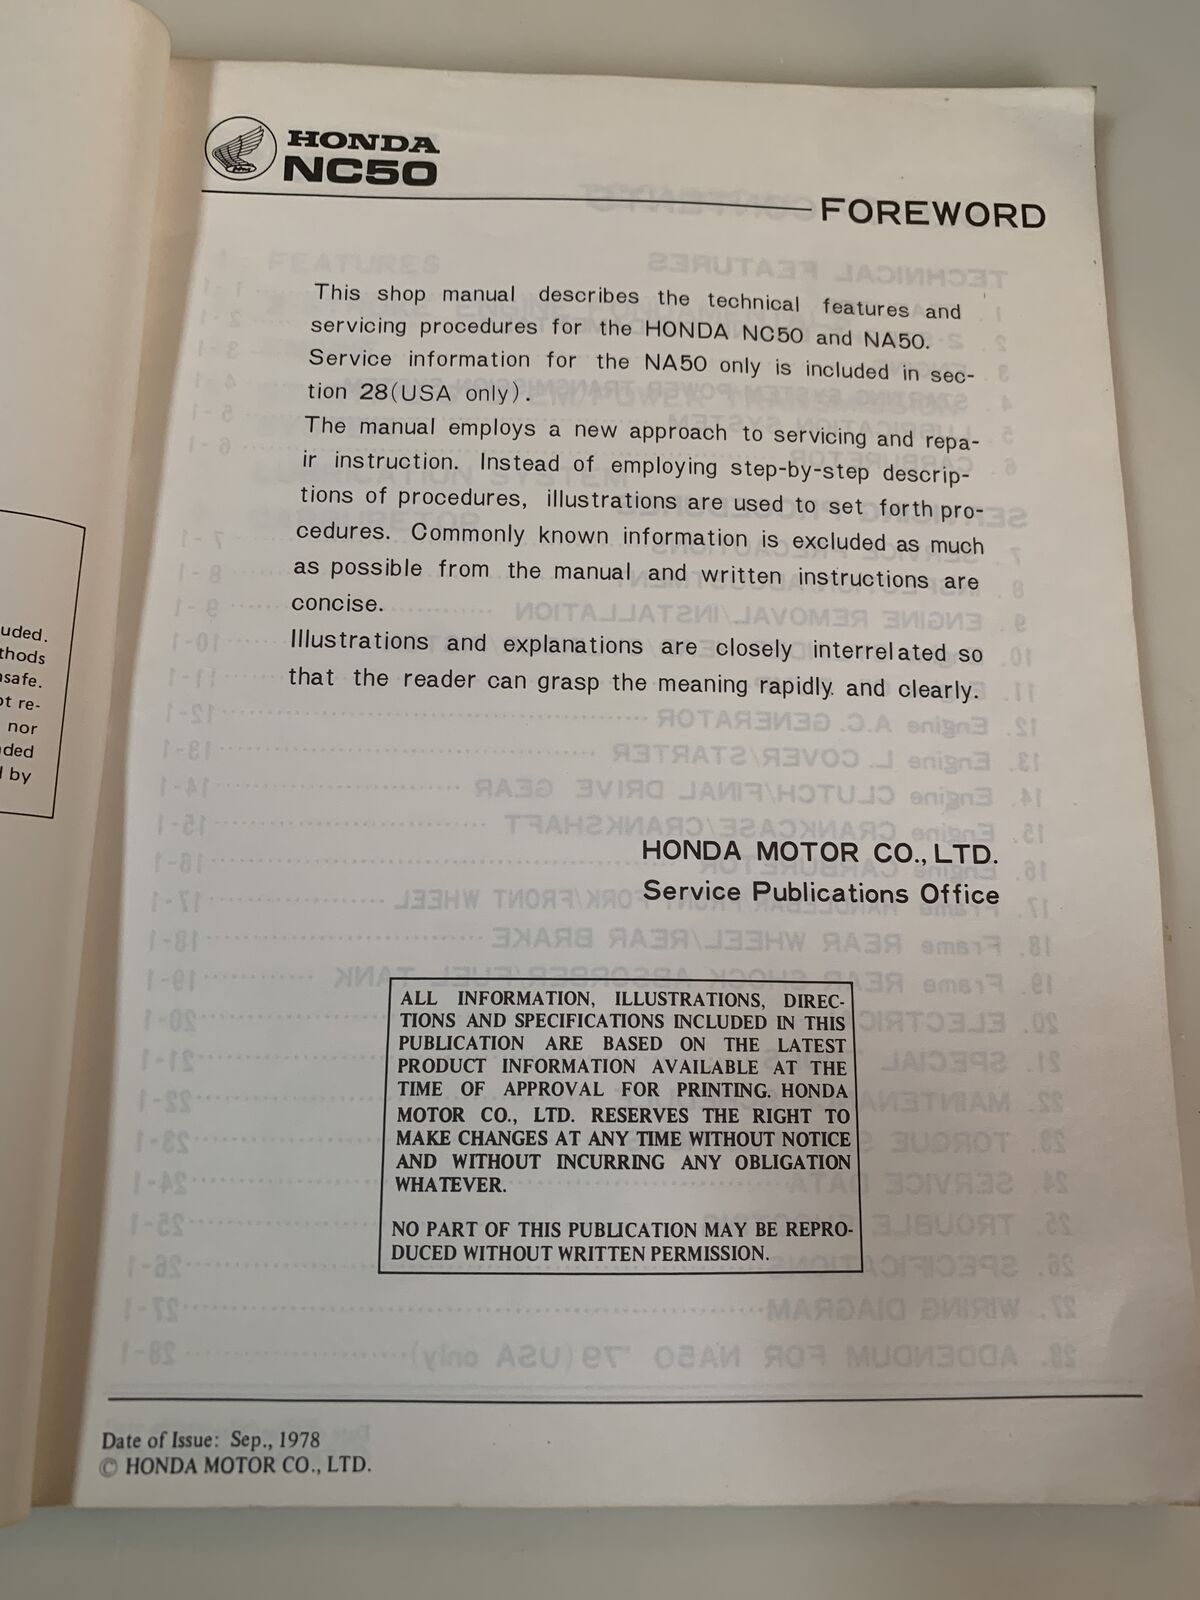 HONDA
NC50
FOREWORD
This shop manual describes the technical features and
servicing procedures for the HONDA NC50 and NA50.
Service information for the NA50 only is included in sec-
tion 28(USA only).
The manual employs a new approach to servicing and repa-
ir instruction. Instead of employing step-by-step descrip-
tions of procedures, illustrations are used to set forth pro-
cedures. Commonly known information is excluded as much
as possible from the manual and written instructions are
concise.
Illustrations and explanations are closely interrelated so
that the reader can grasp the meaning rapidly. and clearly.
HONDA MOTOR CO., LTD.
Service Publications Office
ALL INFORMATION, ILLUSTRATIONS, DIREC-
TIONS AND SPECIFICATIONS INCLUDED IN THIS
PUBLICATION ARE BASED ON THE LATEST
PRODUCT INFORMATION AVAILABLE AT THE
TIME OF APPROVAL FOR PRINTING. HONDA
MOTOR CO., LTD. RESERVES THE RIGHT TO
MAKE CHANGES AT ANY TIME WITHOUT NOTICE
AND WITHOUT INCURRING ANY OBLIGATION
WHATEVER.
NO PART OF THIS PUBLICATION MAY BE REPRO-
DUCED WITHOUT WRITTEN PERMISSION.
Date of Issue: Sep., 1978
© HONDA MOTOR CO., LTD.
uded.
thods
safe.
ot re-
nor
ded
by